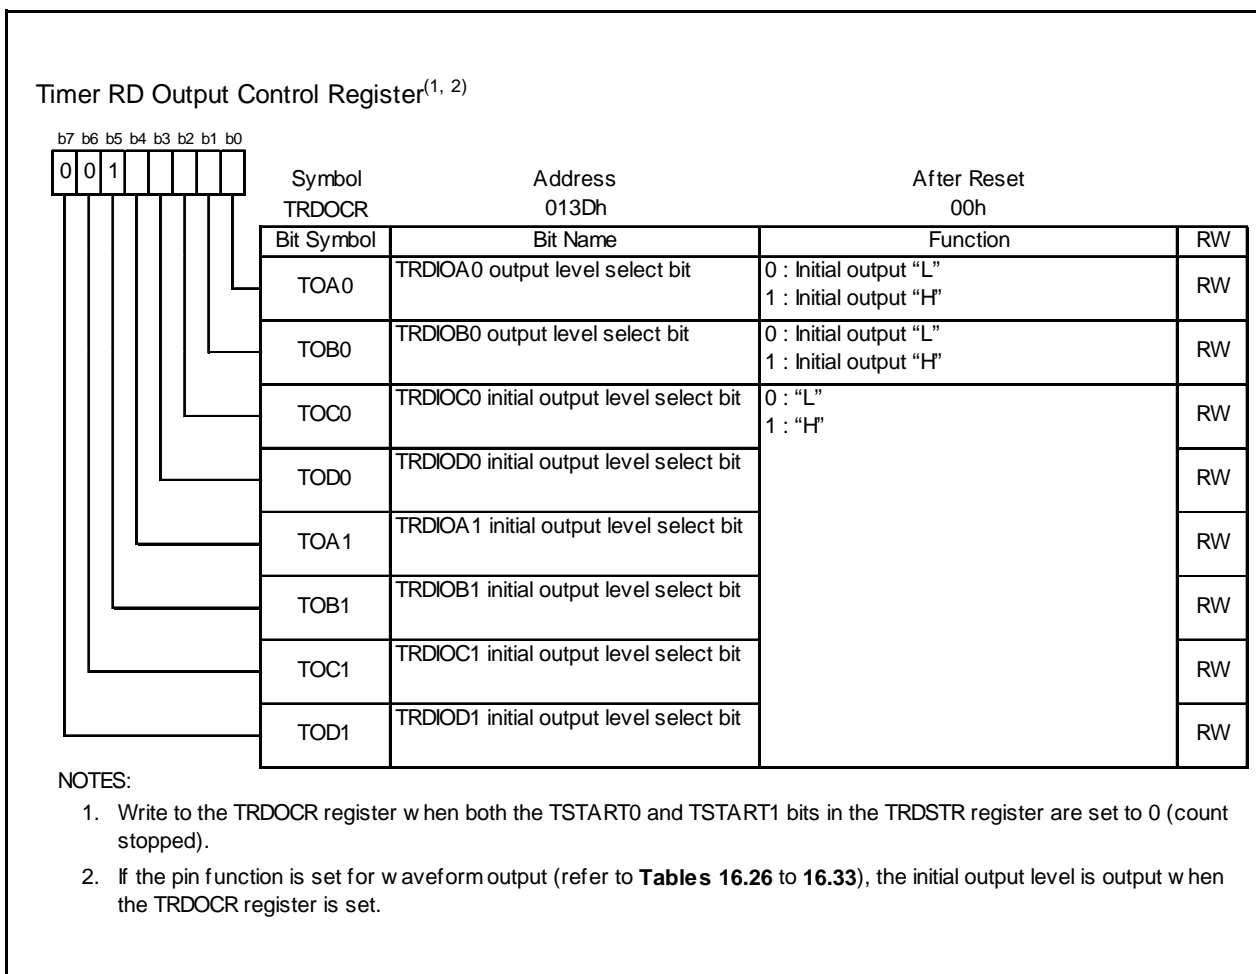 Timer RD Output Control Register(1, 2)
b7 b6 b5 b4 b3 b2 b1 b0
0 0 1
Symbol Address After Reset
TRDOCR 013Dh 00h
Bit Symbol Bit Name Function RW
TOA0 TRDIOA0 output level select bit 0 : Initial output “L” RW
1 : Initial output “H”
TOB0 TRDIOB0 output level select bit 0 : Initial output “L” RW
1 : Initial output “H”
TOC0 TRDIOC0 initial output level select bit 0 : “L” RW
1 : “H”
TOD0 TRDIOD0 initial output level select bit RW
TOA1 TRDIOA1 initial output level select bit RW
TOB1 TRDIOB1 initial output level select bit RW
TOC1 TRDIOC1 initial output level select bit RW
TOD1 TRDIOD1 initial output level select bit RW
NOTES:
1. Write to the TRDOCR register when both the TSTART0 and TSTART1 bits in the TRDSTR register are set to 0 (count
stopped).
2. If the pin function is set for waveform output (refer to Tables 16.26 to 16.33), the initial output level is output when
the TRDOCR register is set.